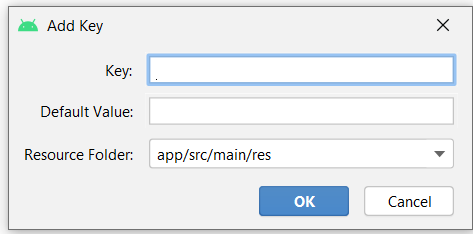 Add Key
Key:
.
Default Value:
Resource Folder: app/src/main/res
OK Cancel